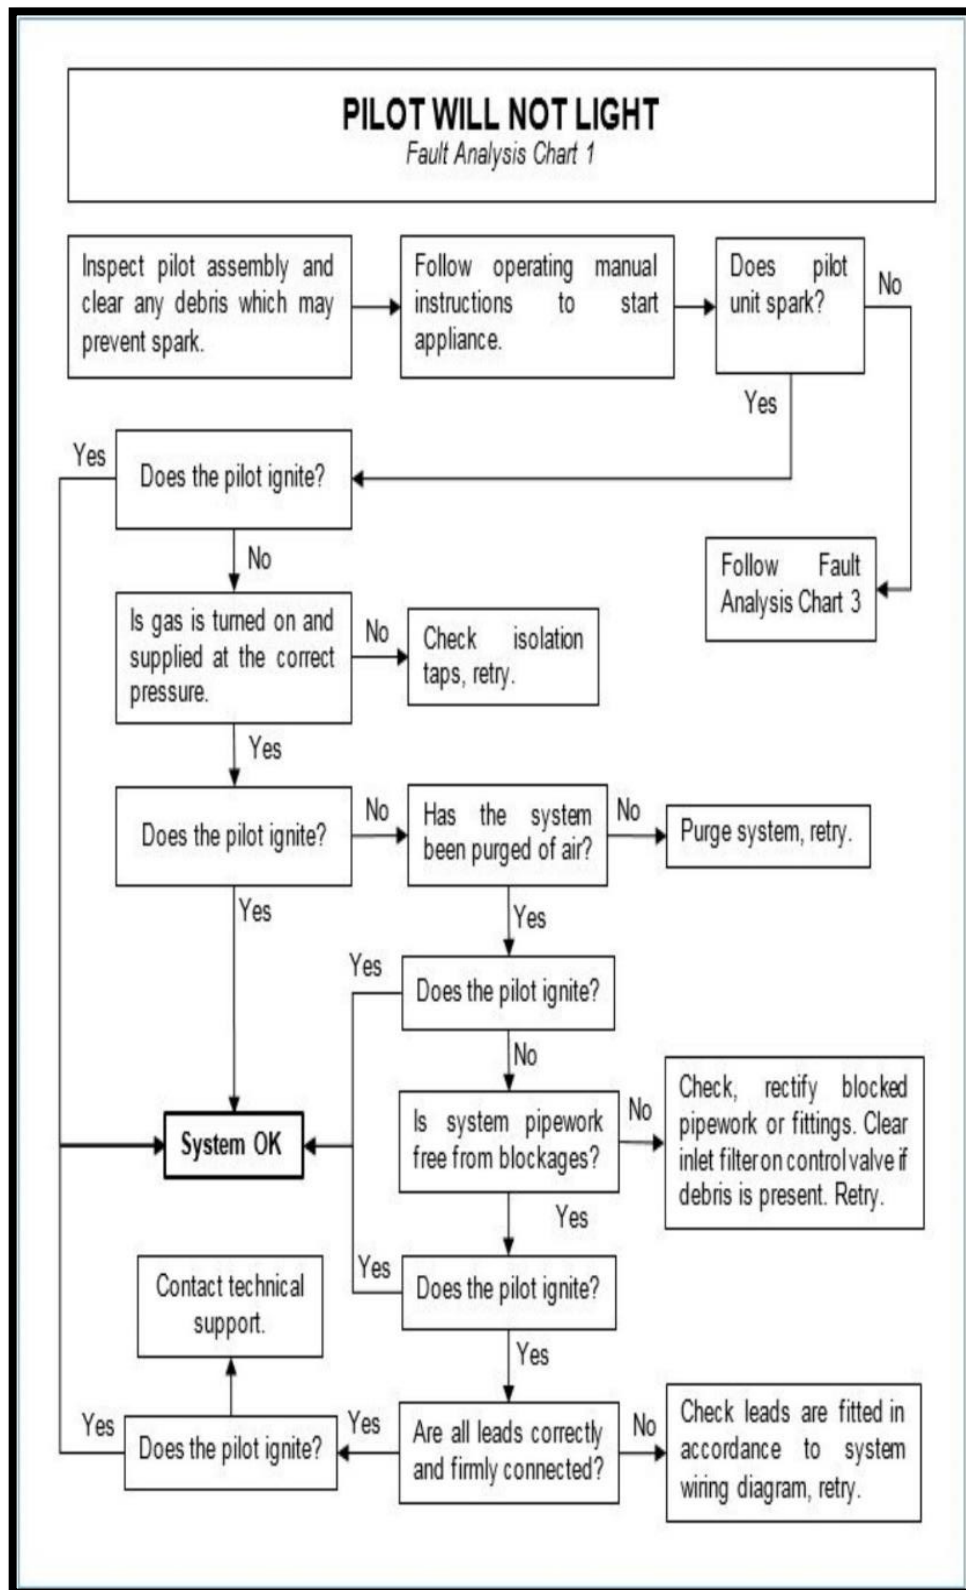 PILOT WILL NOT LIGHT
Fault Analysis Chart 1
Inspect pilot assembly and
clear any debris which may
prevent spark.
Follow operating manual
instructions to start
appliance.
Does pilot
unit spark?
No
Yes
Yes
Does the pilot ignite?
No
Follow Fault
Analysis Chart 3
Is gas is turned on and
supplied at the correct
pressure.
No
Check isolation
taps, retry.
Yes
Does the pilot ignite?
No
Has the system
been purged of air?
No
Purge system, retry.
Yes
Yes
Yes
Does the pilot ignite?
No
System OK
Is system pipework
free from blockages?
No
Check, rectify blocked
pipework or fittings. Clear
inlet filter on control valve if
debris is present. Retry.
Yes
Yes
Does the pilot ignite?
Contact technical
support.
Yes
Yes
Does the pilot ignite?
Yes
Are all leads correctly
and firmly connected?
No
Check leads are fitted in
accordance to system
wiring diagram, retry.